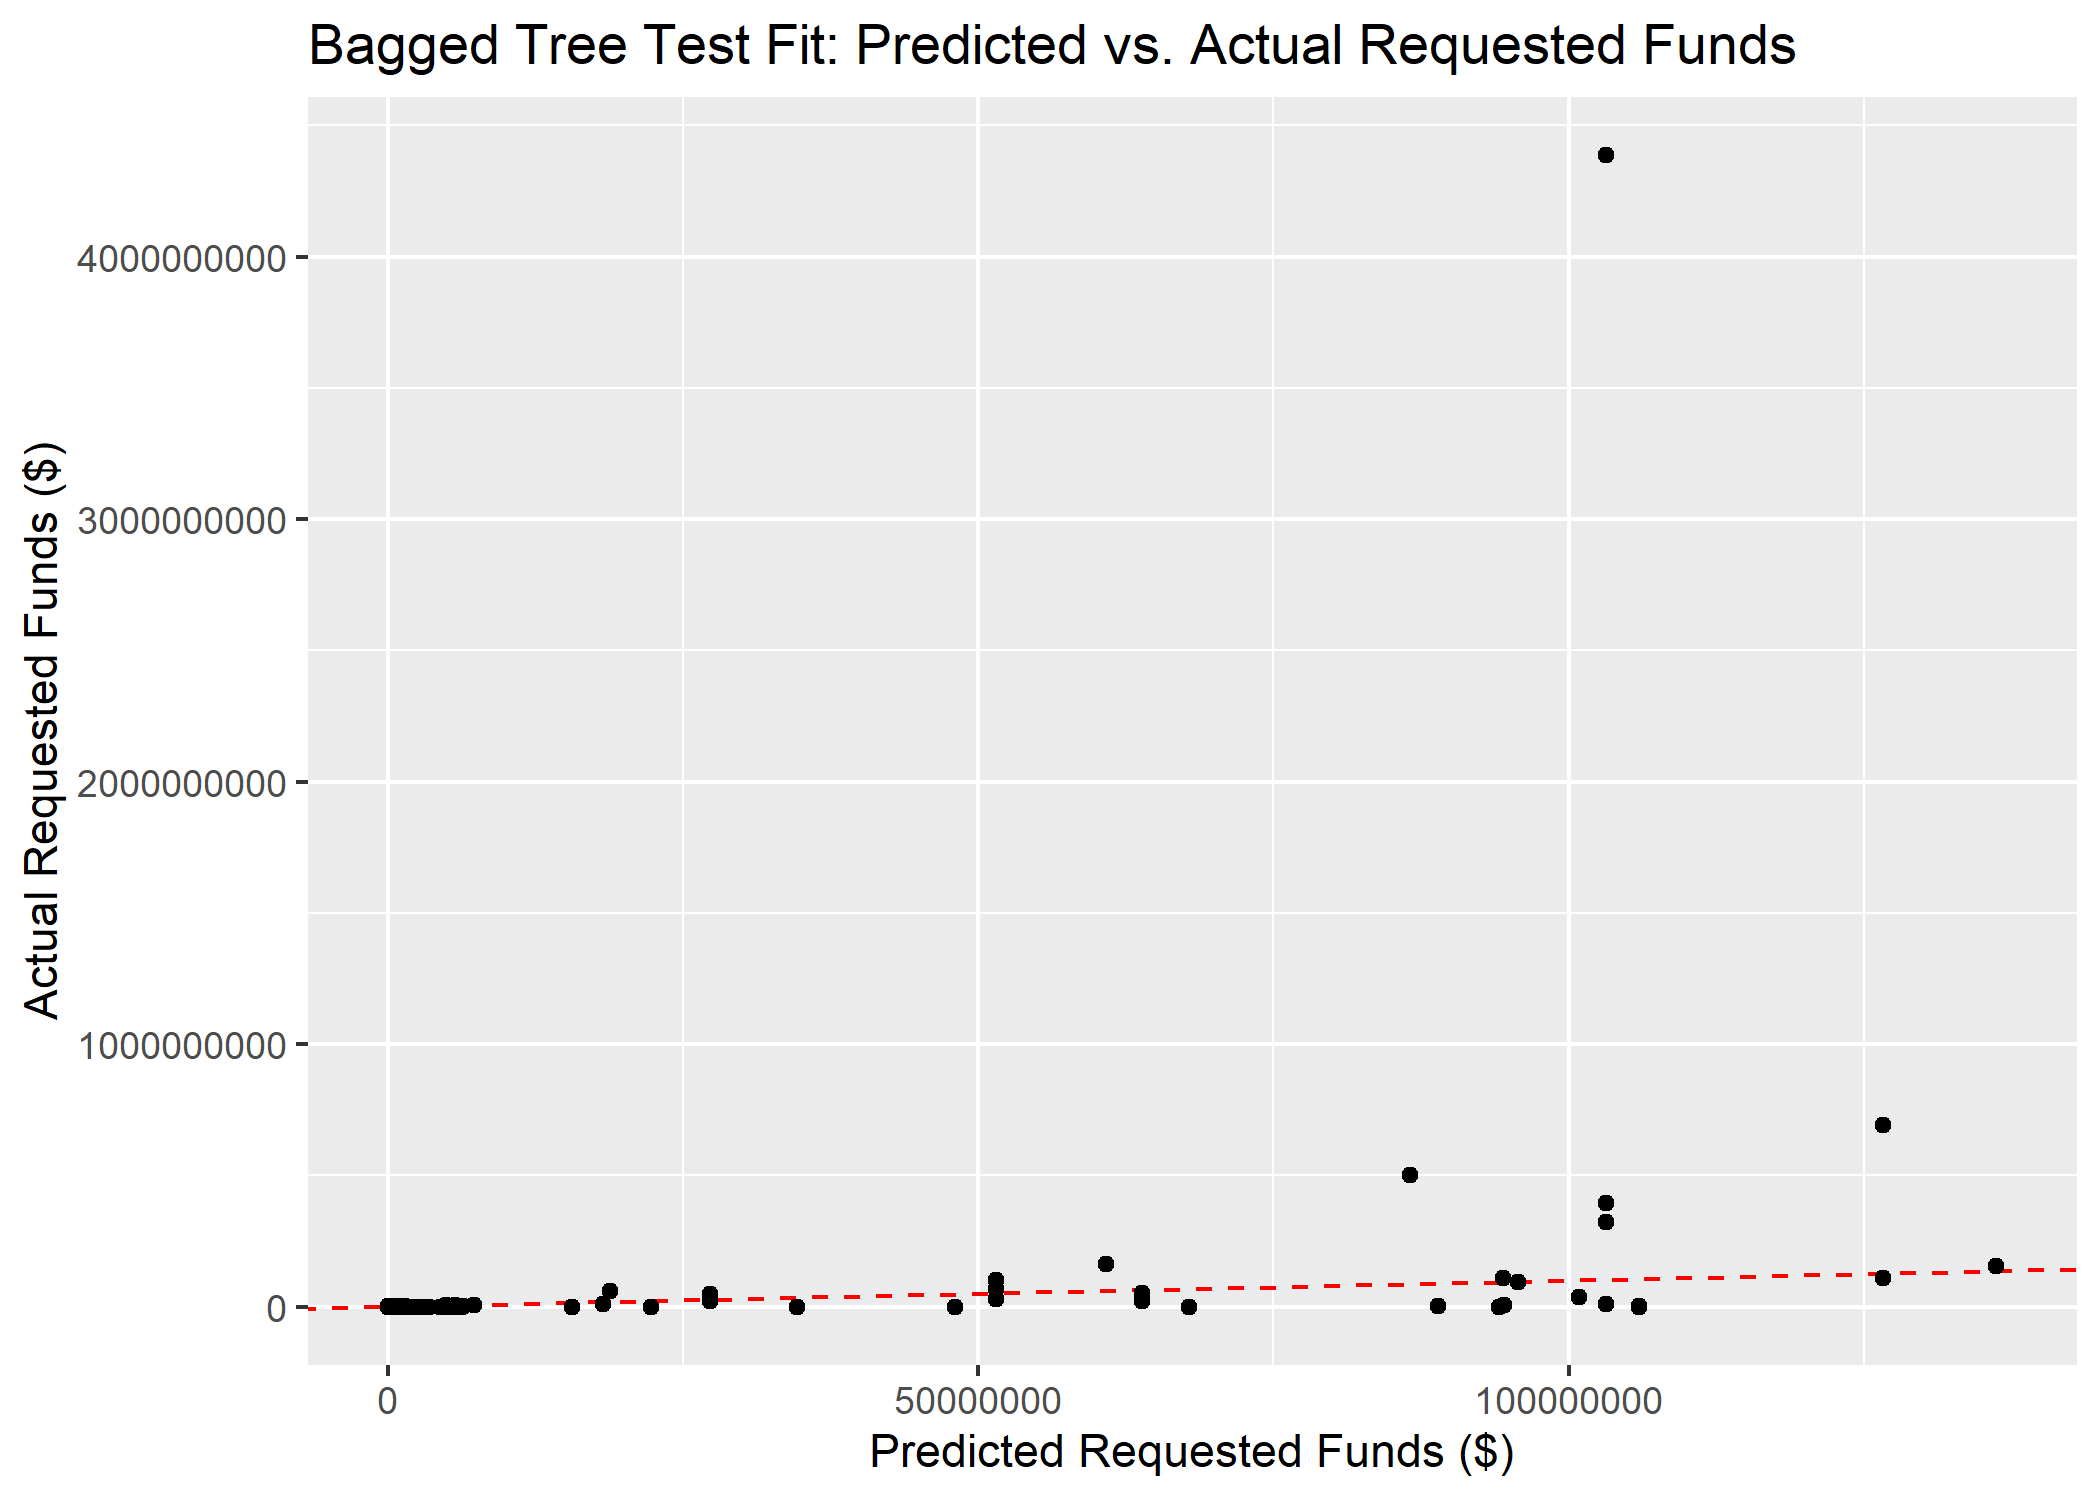 Bagged Tree Test Fit: Predicted vs. Actual Requested Funds
Actual Requested Funds ($)
4000000000
3000000000
2000000000
1000000000
0
0
50000000
100000000
Predicted Requested Funds ($)